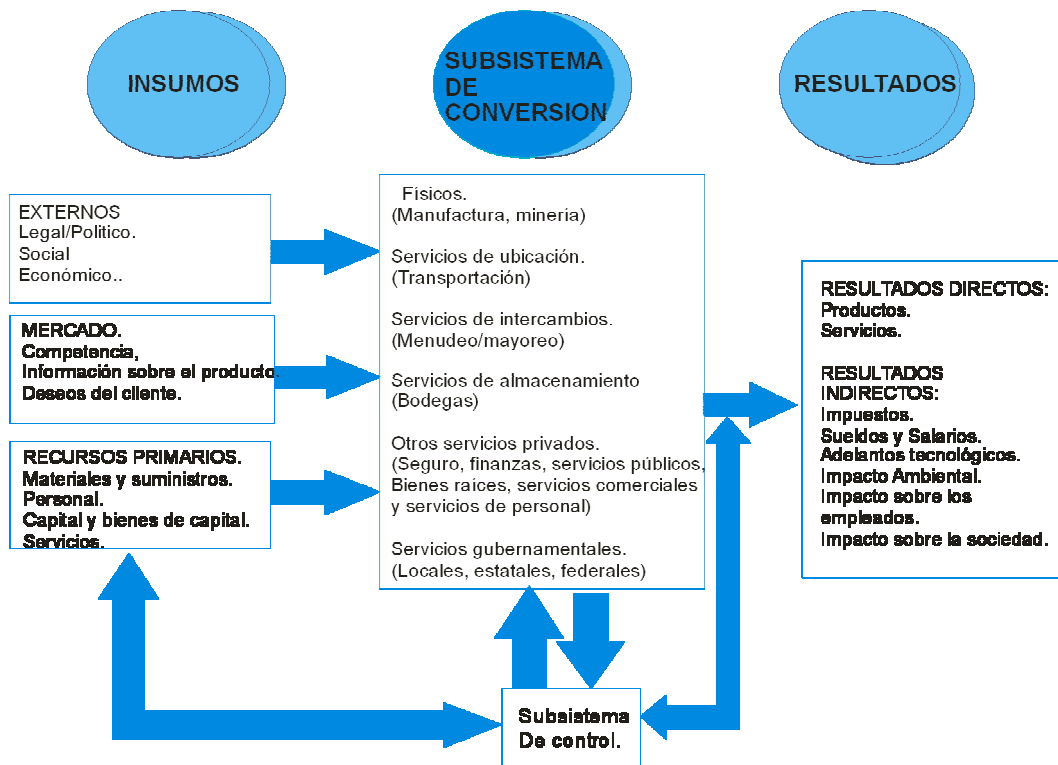 INSUMOS
SUBSISTEMA
DE
CONVERSION
RESULTADOS
EXTERNOS
Legal/Politico.
Social
Económico..
MERCADO.
Competencia,
Información sobre el producto.
Deseos del cliente.
RECURSOS PRIMARIOS.
Materiales y suministros.
Personal.
Capital y bienes de capital.
Servicios.
Físicos.
(Manufactura, mineria)
Servicios de ubicación.
(Transportación)
Servicios de intercambios.
(Menudeo/mayoreo)
Servicios de almacenamiento
(Bodegas)
Otros servicios privados.
(Seguro, finanzas, servicios públicos,
Bienes raíces, servicios comerciales
y servicios de personal)
Servicios gubernamentales.
(Locales, estatales, federales)
RESULTADOS DIRECTOS:
Productos.
Servicios.
RESULTADOS
INDIRECTOS:
Impuestos.
Sueldos y Salarios.
Adelantos tecnológicos.
Impacto Ambiental.
Impacto sobre los
empleados.
Impacto sobre la sociedad.
Subsistema
De control.